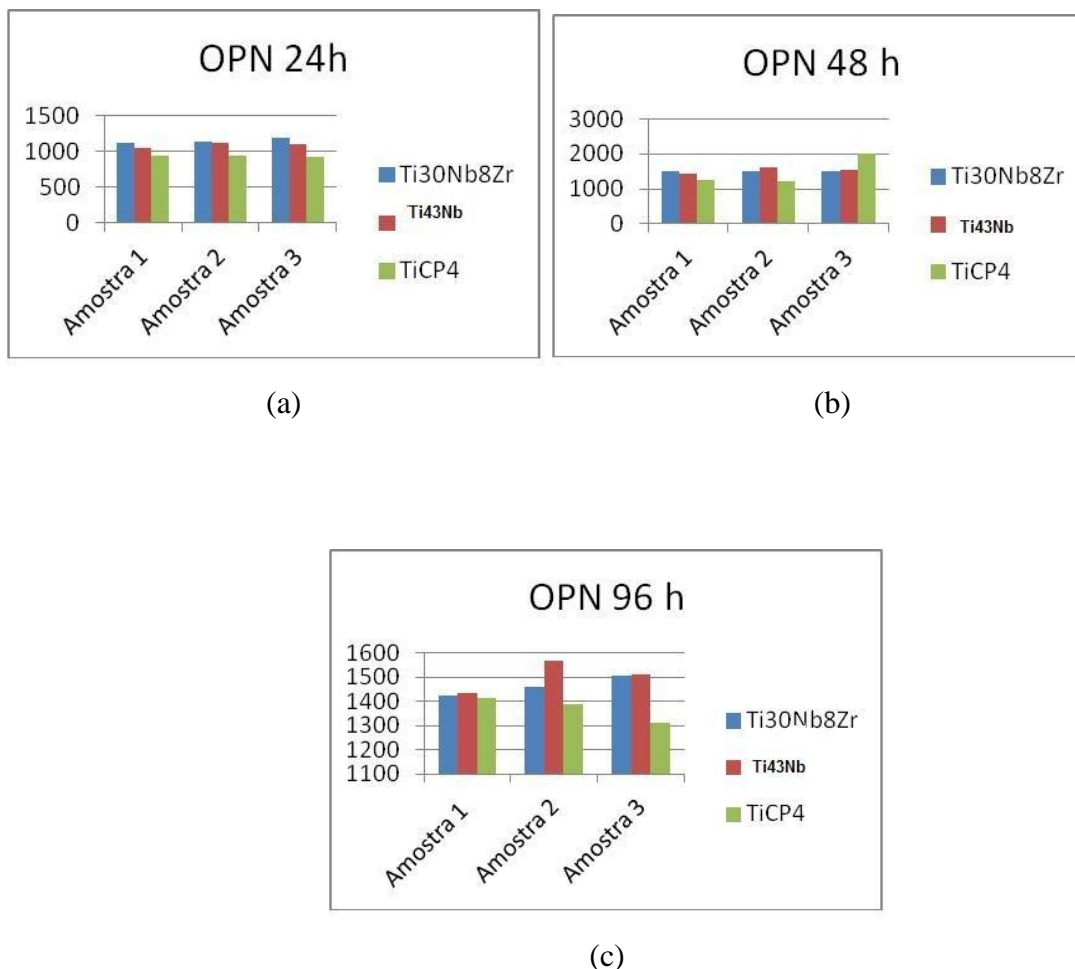 OPN 24h
1500
1000
500
0
Amostra 1
Amostra 2
Amostra 3
Ti30Nb8Zr
Ti43Nb
TiCP4
(a)
OPN 48 h
3000
2000
1000
0
Amostra 1
Amostra 2
Amostra 3
Ti30Nb8Zr
Ti43Nb
TiCP4
(b)
OPN 96 h
1600
1500
1400
1300
1200
1100
Amostra 1
Amostra 2
Amostra 3
Ti30Nb8Zr
Ti43Nb
TiCP4
(c)